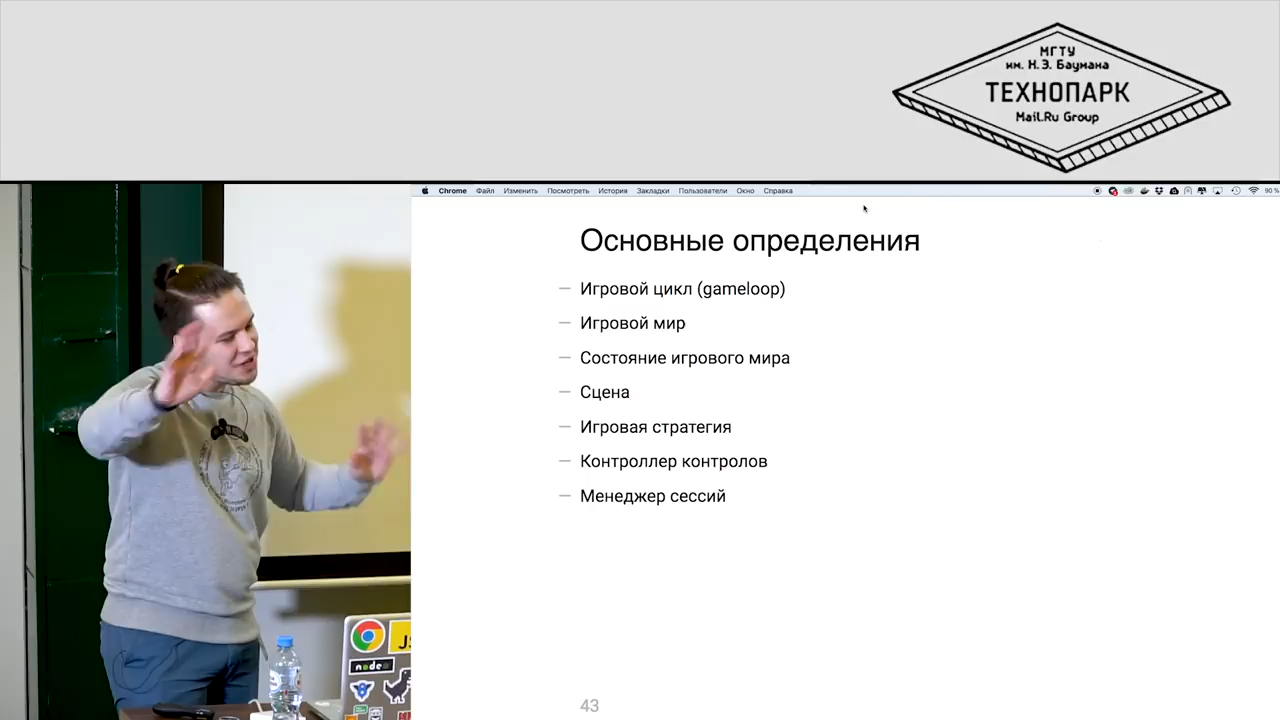 МГТУ
им. Н.Э. Баумана
ТЕХНОПАРК
Mail.Ru Group
Chrome Файл Изменить Посмотреть История Закладки Пользователи Окно Справка 90 %
Основные определения
— Игровой цикл (gameloop)
— Игровой мир
— Состояние игрового мира
— Сцена
— Игровая стратегия
— Контроллер контролов
— Менеджер сессий
node
43